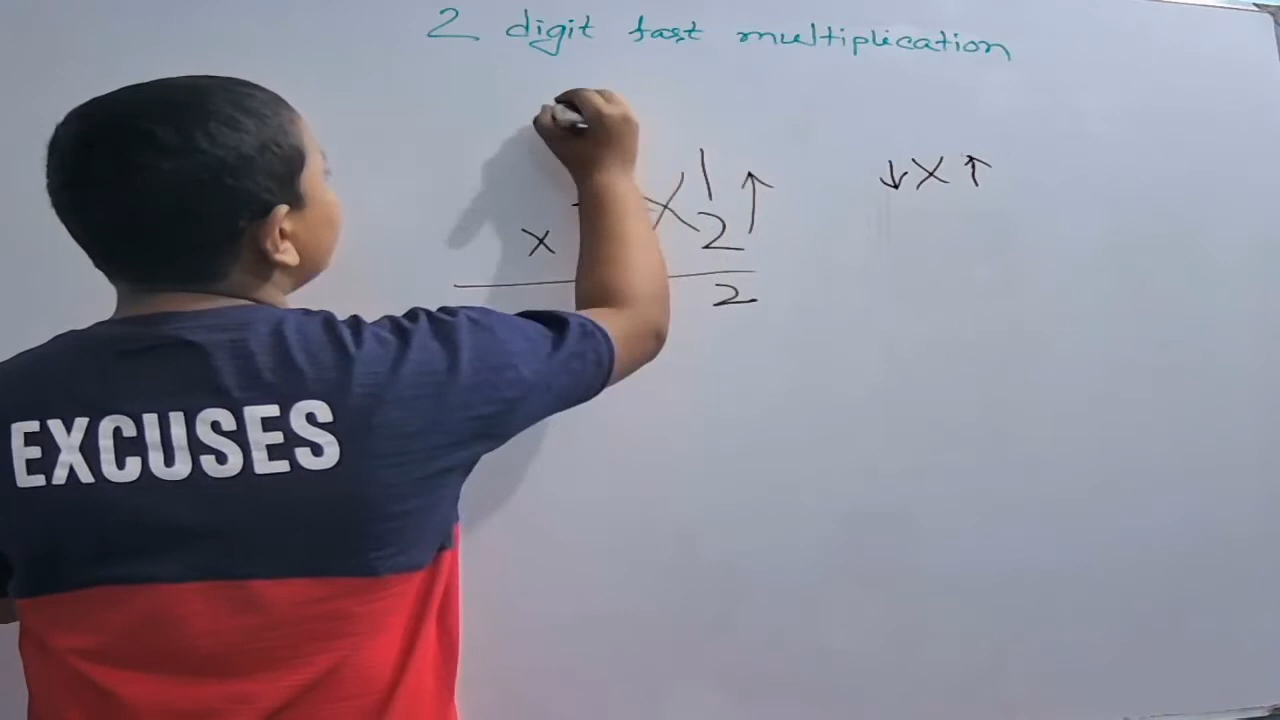 2 digit fast multiplication
1 ↑ ↓ X ↑
x X 2
2
EXCUSES